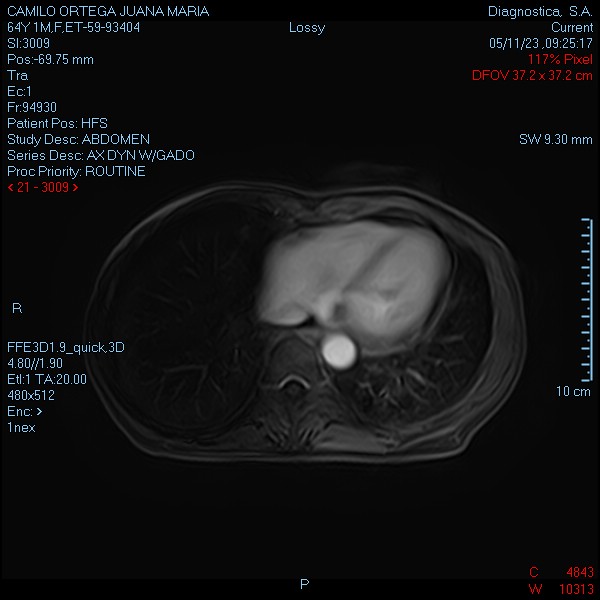 CAMILO ORTEGA JUANA MARIA
64Y 1M,F,ET-59-93404
SI:3009
Pos:-69.75 mm
Tra
Ec:1
Fr:94930
Patient Pos: HFS
Study Desc: ABDOMEN
Series Desc: AX DYN W/GADO
Proc Priority: ROUTINE
< 21 - 3009 >
Lossy
Diagnostica, S.A.
Current
05/11/23 ,09:25:17
117% Pixel
DFOV 37.2 x 37.2 cm
SW 9.30 mm
R
10 cm
FFE3D1.9_quick,3D
4.80//1.90
Etl:1 TA:20.00
480x512
Enc: >
1nex
P
C 4843
W 10313